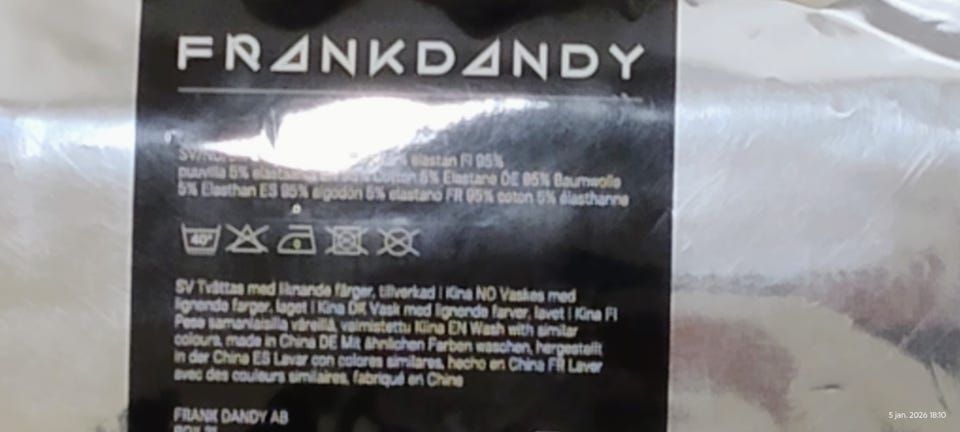 FRANKDANDY
elastan FI 95%
puuvilla 5% Cotton 5% Elastane DE 95% Baumwolle
5% Elasthan ES 95% algodón 5% elastano FR 95% coton 5% élasthanne
40°
SV Tvättas med liknande färger, tillverkad i Kina NO Vaskes med
lignende farger, laget i Kina DK Vask med lignende farver, lavet i Kina FI
Pese samanlaisilla väreillä, valmistettu Kiina EN Wash with similar
colours, made in China DE Mit ähnlichen Farben waschen, hergestellt
in der China ES Lavar con colores similares, hecho en China FR Laver
avec des couleurs similaires, fabriqué en Chine
FRANK DANDY AB
5 jan. 2026 18:10